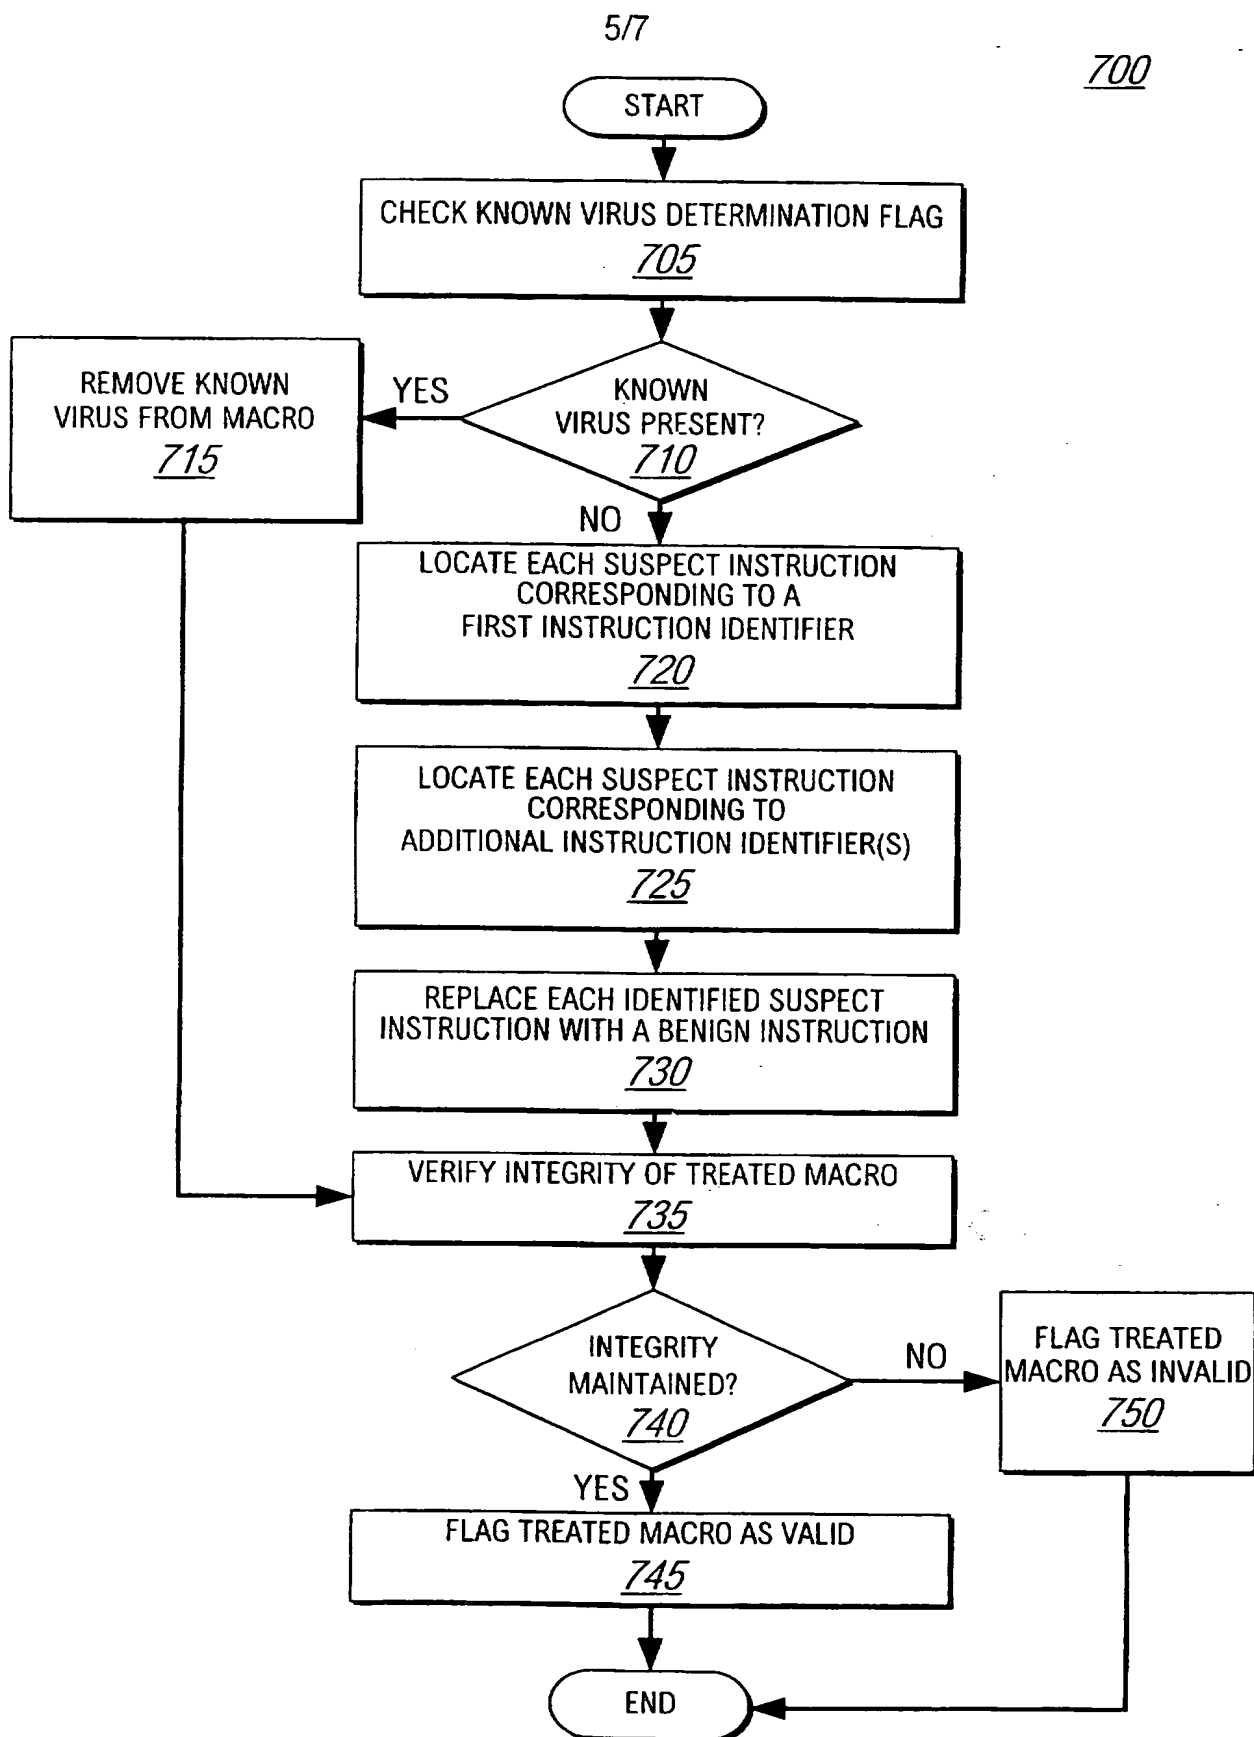 5/7
700
START
CHECK KNOWN VIRUS DETERMINATION FLAG
705
REMOVE KNOWN
VIRUS FROM MACRO
715
YES
KNOWN
VIRUS PRESENT?
710
NO
LOCATE EACH SUSPECT INSTRUCTION
CORRESPONDING TO A
FIRST INSTRUCTION IDENTIFIER
720
LOCATE EACH SUSPECT INSTRUCTION
CORRESPONDING TO
ADDITIONAL INSTRUCTION IDENTIFIER(S)
725
REPLACE EACH IDENTIFIED SUSPECT
INSTRUCTION WITH A BENIGN INSTRUCTION
730
VERIFY INTEGRITY OF TREATED MACRO
735
INTEGRITY
MAINTAINED?
740
NO
FLAG TREATED
MACRO AS INVALID
750
YES
FLAG TREATED MACRO AS VALID
745
END